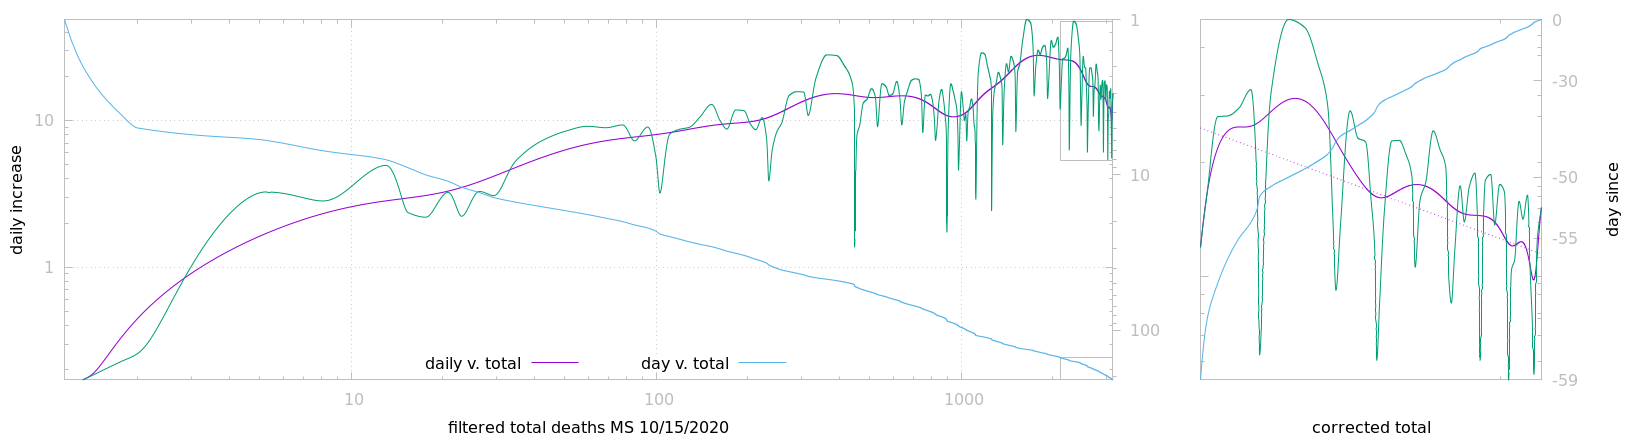 daily increase
10
1
daily v. total
day v. total
10
100
1000
filtered total deaths MS 10/15/2020
1
10
100
0
-30
-50
-55
-59
day since
corrected total